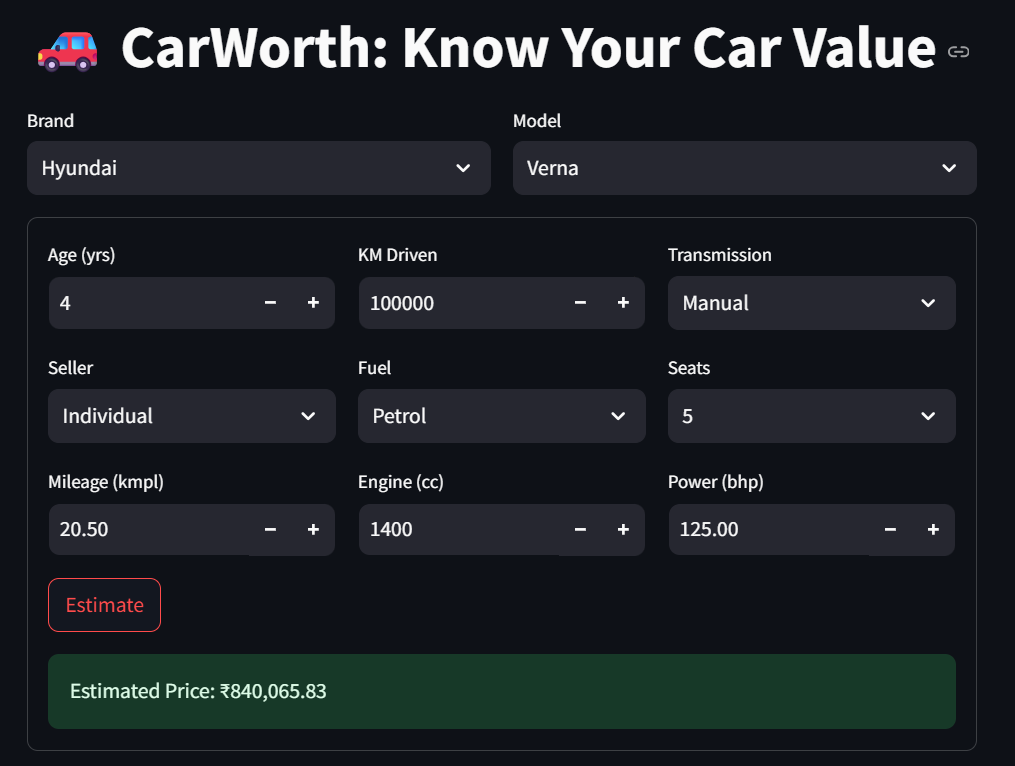 CarWorth: Know Your Car Value
Brand
Model
Hyundai
Verna
Age (yrs)
KM Driven
Transmission
4
100000
Manual
Seller
Fuel
Seats
Individual
Petrol
5
Mileage (kmpl)
Engine (cc)
Power (bhp)
20.50
1400
125.00
Estimate
Estimated Price: ₹840,065.83